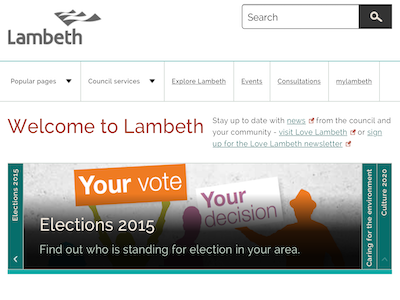 Lambeth
Search
Popular pages
Council services
Explore Lambeth
Events
Consultations
mylambeth
Welcome to Lambeth
Stay up to date with news from the council and
your community - visit Love Lambeth or sign
up for the Love Lambeth newsletter
Elections 2015
Your vote
Your
decision
Elections 2015
Find out who is standing for election in your area.
Caring for the environment
Culture 2020